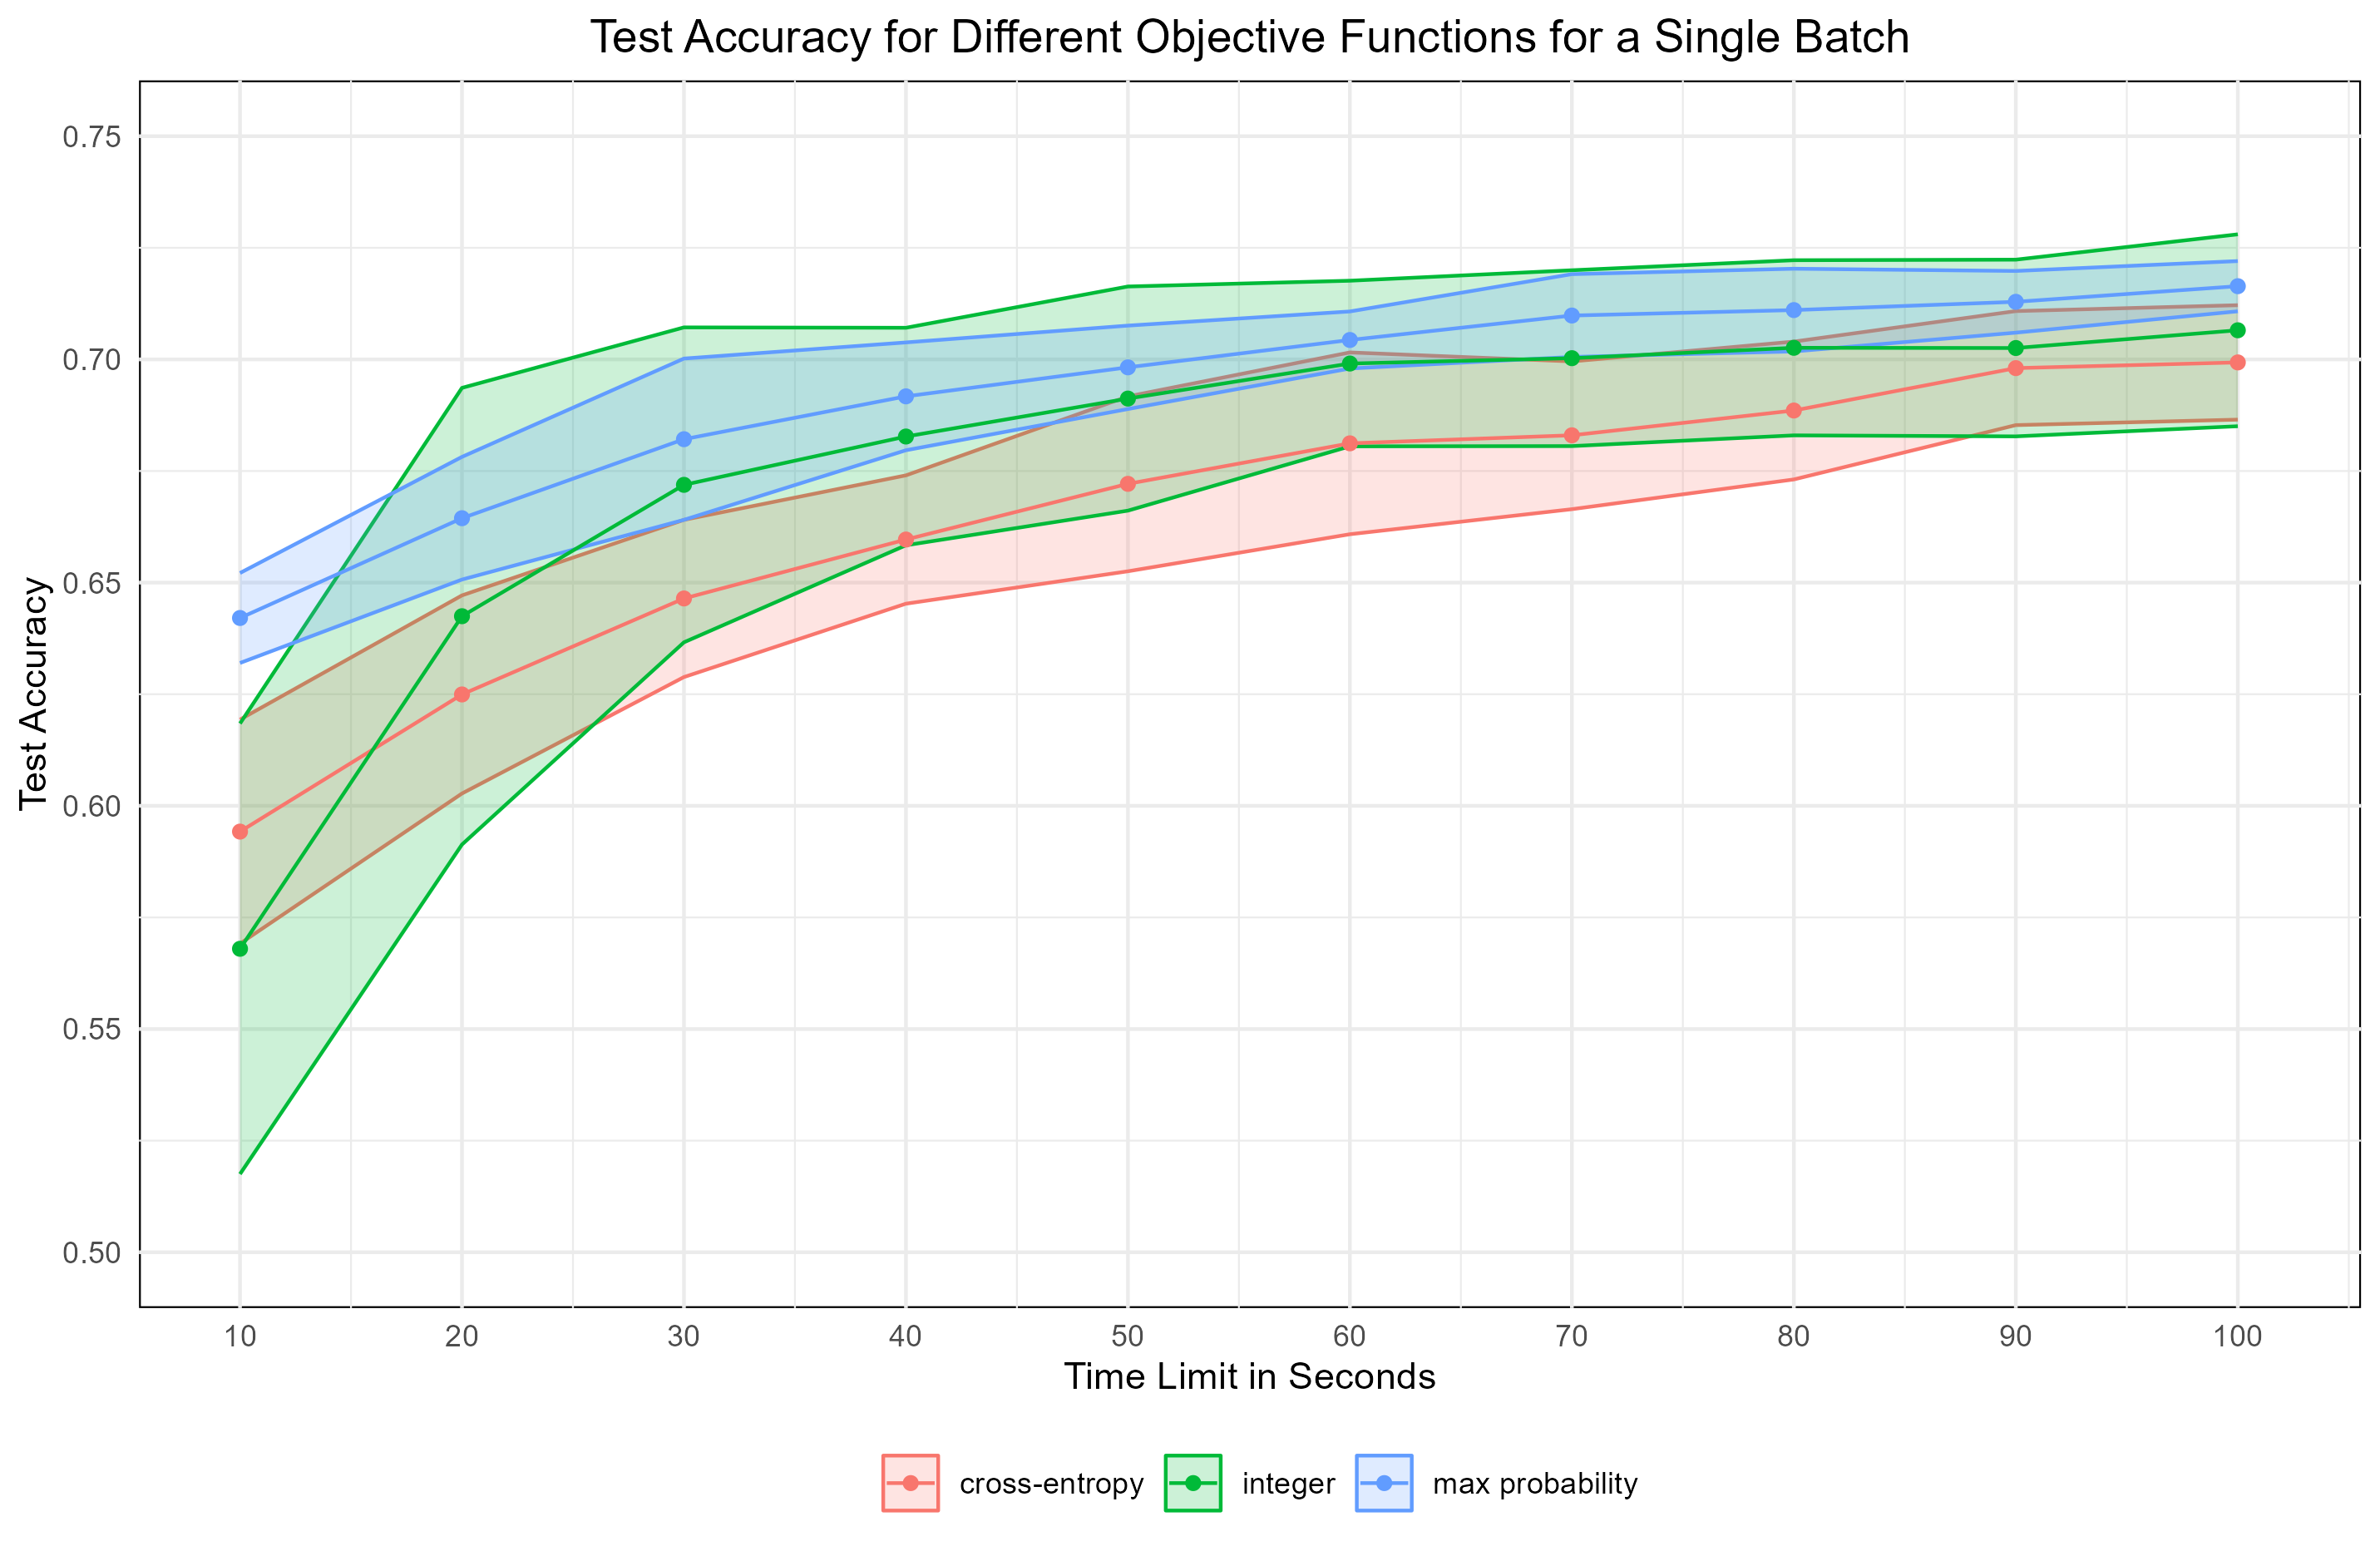 Test Accuracy for Different Objective Functions for a Single Batch
Test Accuracy
0.75
0.70
0.65
0.60
0.55
0.50
10 20 30 40 50 60 70 80 90 100
Time Limit in Seconds
cross-entropy integer max probability